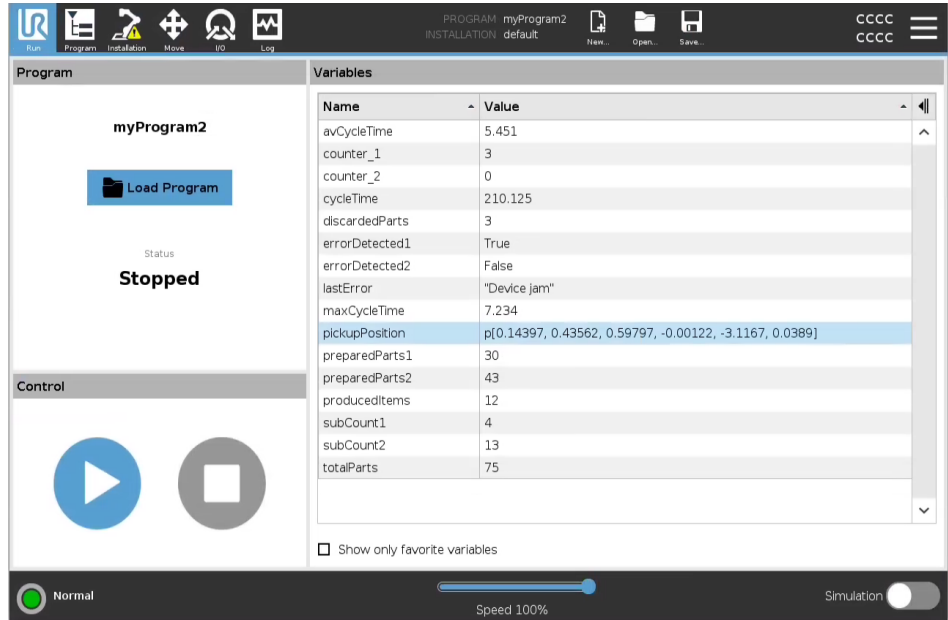 PROGRAM myProgram2
INSTALLATION default
UR
Run Program Installation Move I/O Log New... Open... Save...
CCCC
CCCC
Program
myProgram2
Load Program
Status
Stopped
Control
Variables
Name Value
avCycleTime 5.451
counter_1 3
counter_2 0
cycleTime 210.125
discardedParts 3
errorDetected1 True
errorDetected2 False
lastError "Device jam"
maxCycleTime 7.234
pickupPosition p[0.14397, 0.43562, 0.59797, -0.00122, -3.1167, 0.0389]
preparedParts1 30
preparedParts2 43
producedItems 12
subCount1 4
subCount2 13
totalParts 75
Show only favorite variables
Normal
Speed 100%
Simulation